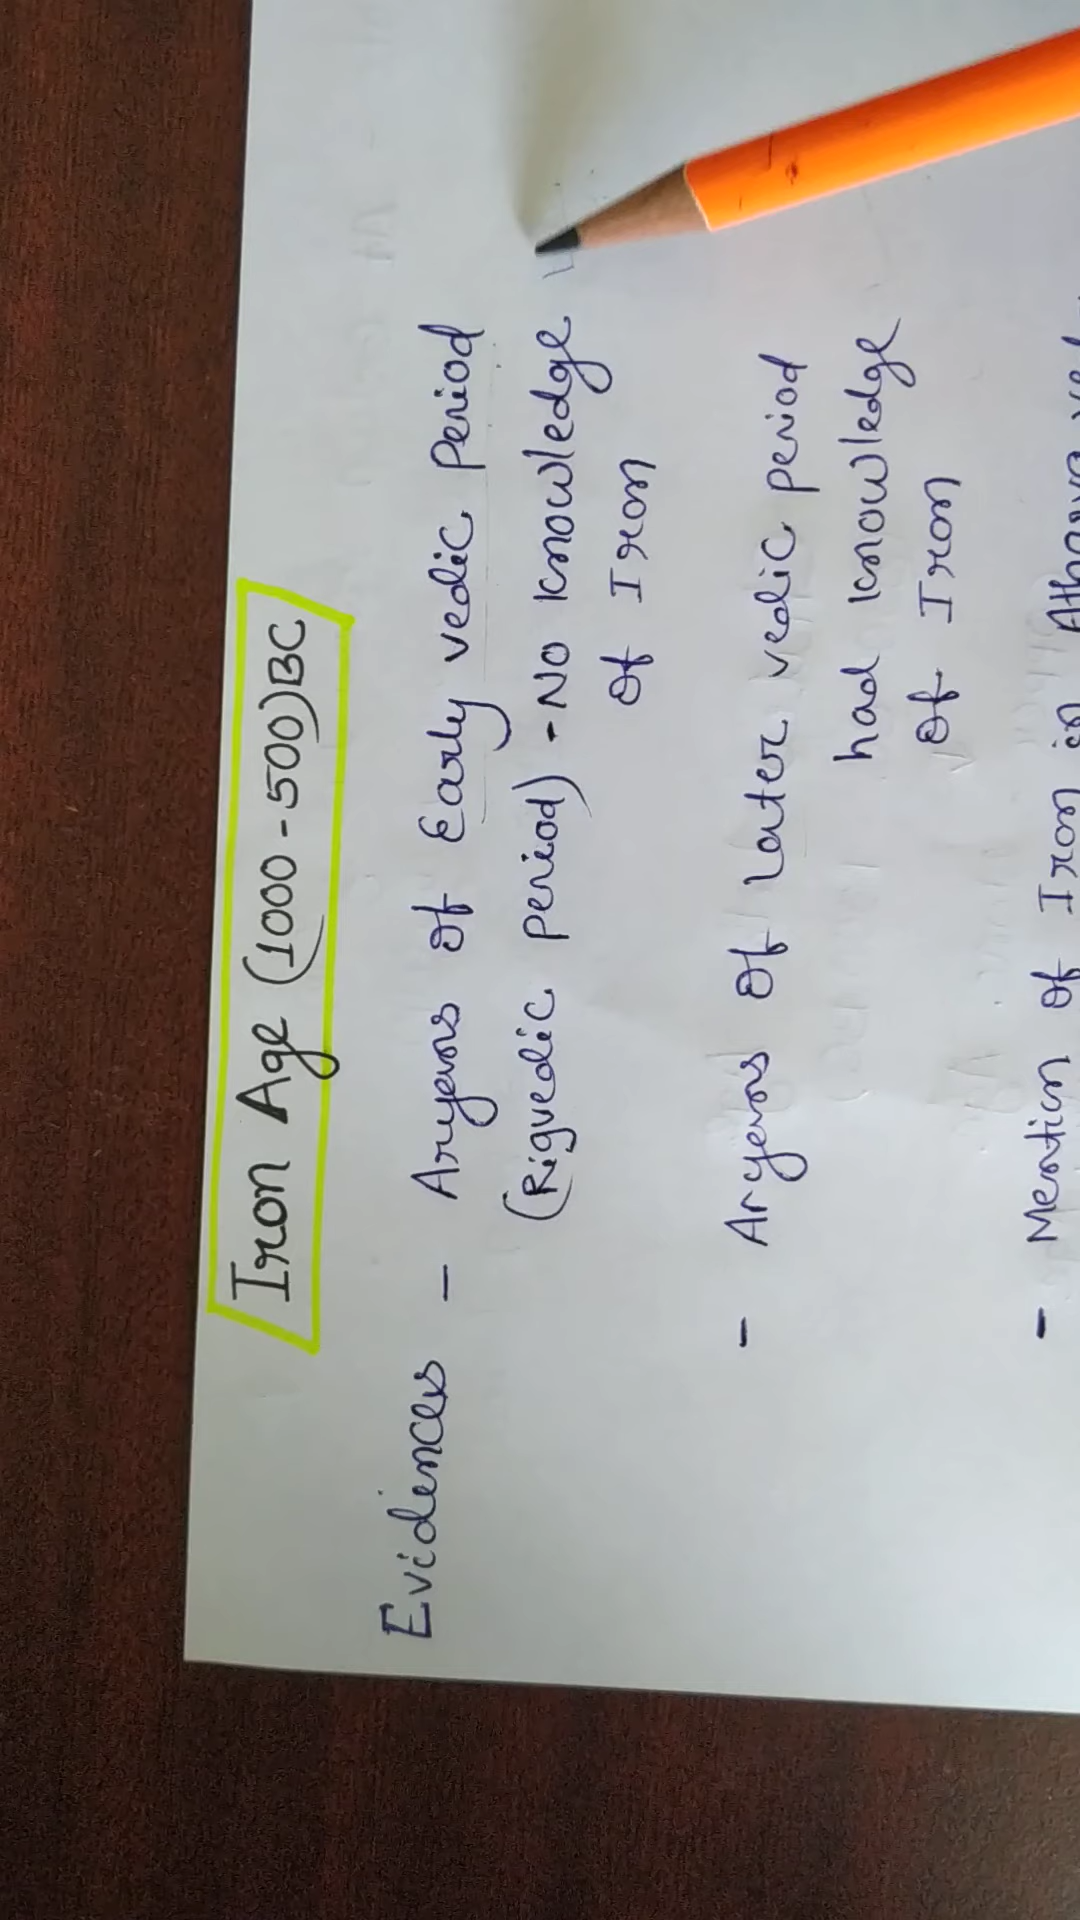 Iron Age (1000-500)BC
Evidences - Aryans of Early vedic Period
(Rigvedic period) - No knowledge
of Iron
- Aryans of Later vedic period
had knowledge
of Iron
- Mention of Iron in